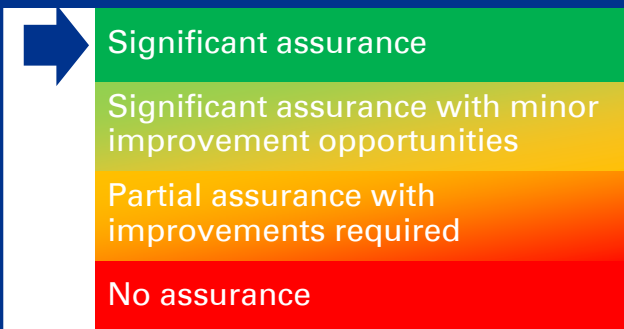 Significant assurance
Significant assurance with minor
improvement opportunities
Partial assurance with
improvements required
No assurance